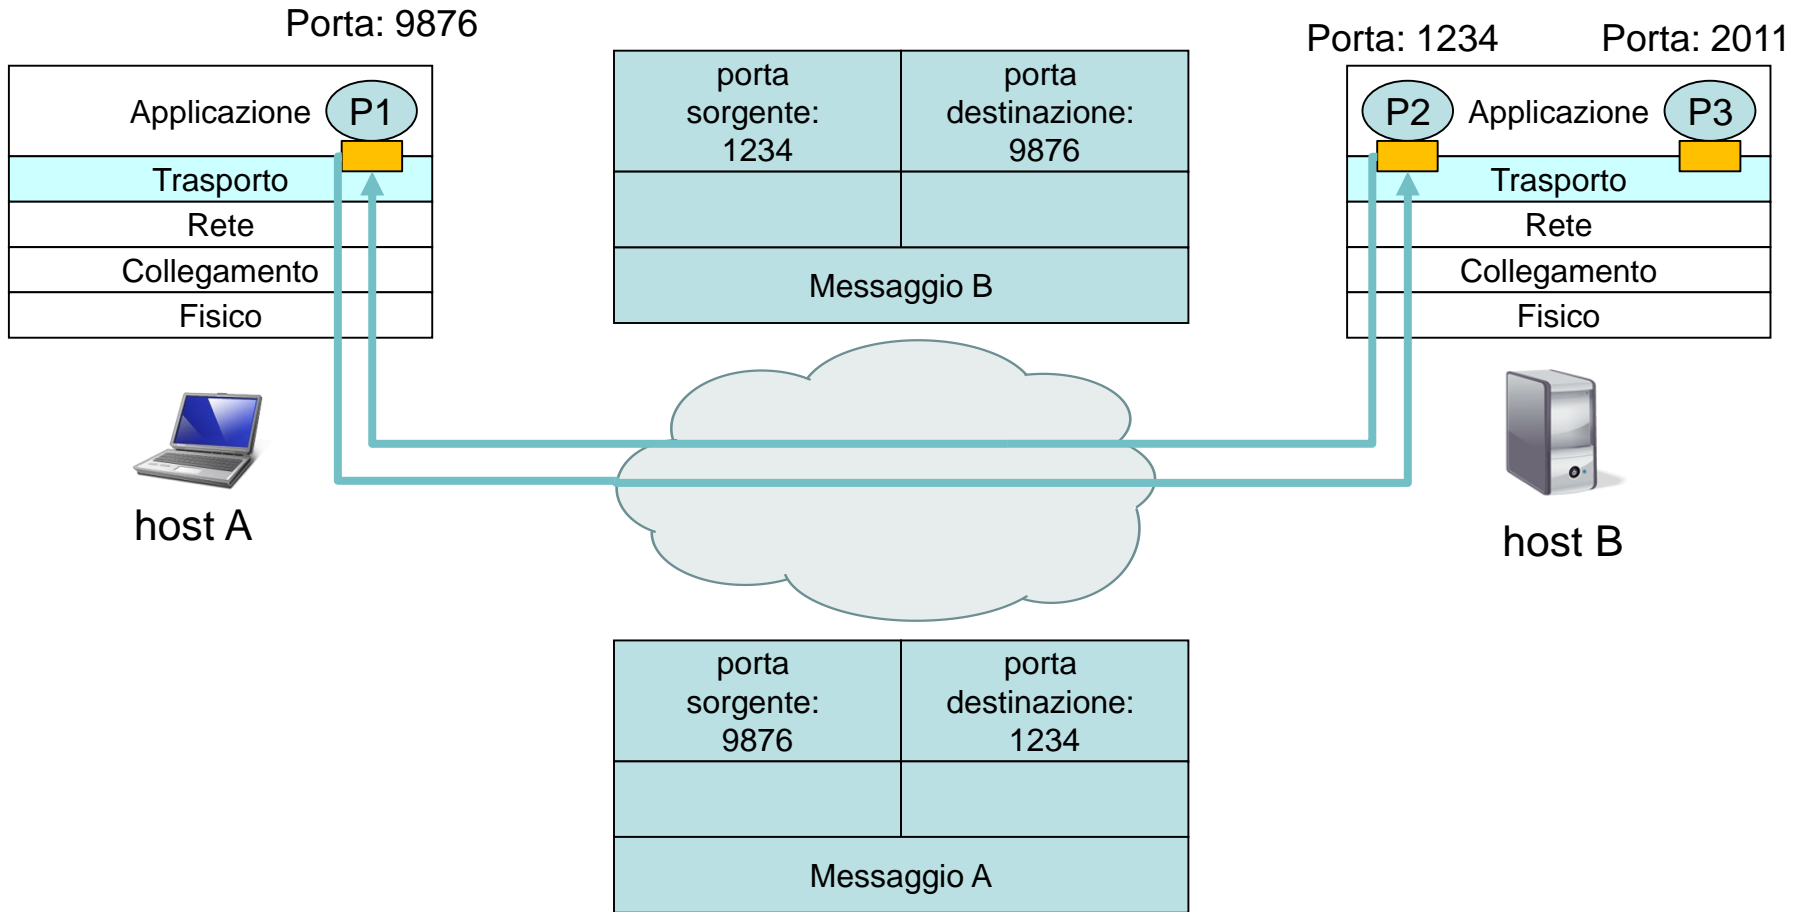 Porta: 9876
Applicazione
P1
Trasporto
Rete
Collegamento
Fisico
host A
porta
sorgente:
1234
porta
destinazione:
9876
Messaggio B
Porta: 1234
Porta: 2011
P2
Applicazione
P3
Trasporto
Rete
Collegamento
Fisico
host B
porta
sorgente:
9876
porta
destinazione:
1234
Messaggio A